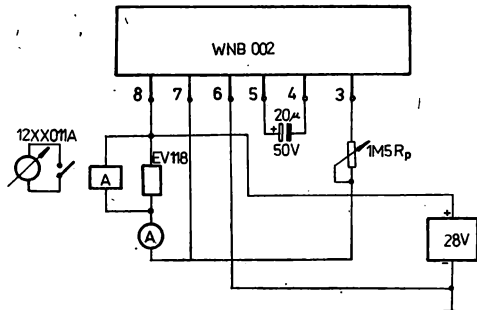 WNB 002
8 7 6 5 4 3
20μ
+
50V
12XX011A
EV118
1M5 Rp
A
A
+
28V
-